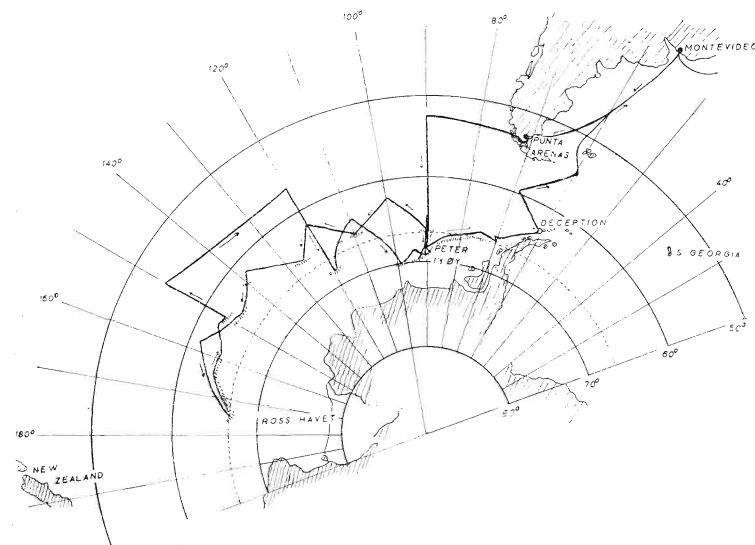 100°
80°
MONTEVIDEO
120°
PUNTA
ARENAS
140°
40°
DECEPTION
PETER
I'S ØY
S GEORGIA
160°
50°
60°
70°
80°
ROSS HAVET
180°
NEW
ZEALAND